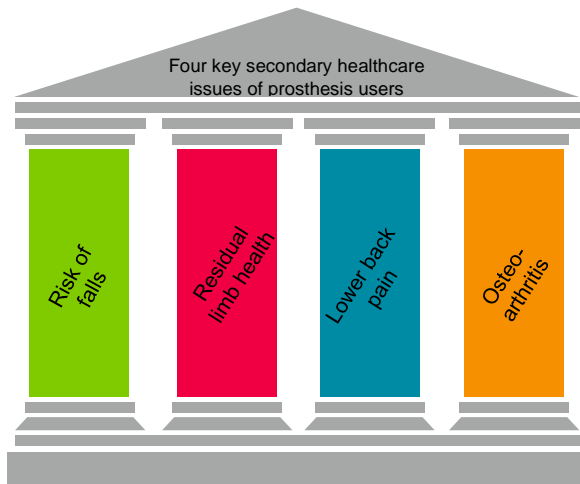 Four key secondary healthcare
issues of prosthesis users
Risk of
falls
Residual
limb health
Lower back
pain
Osteo-
arthritis